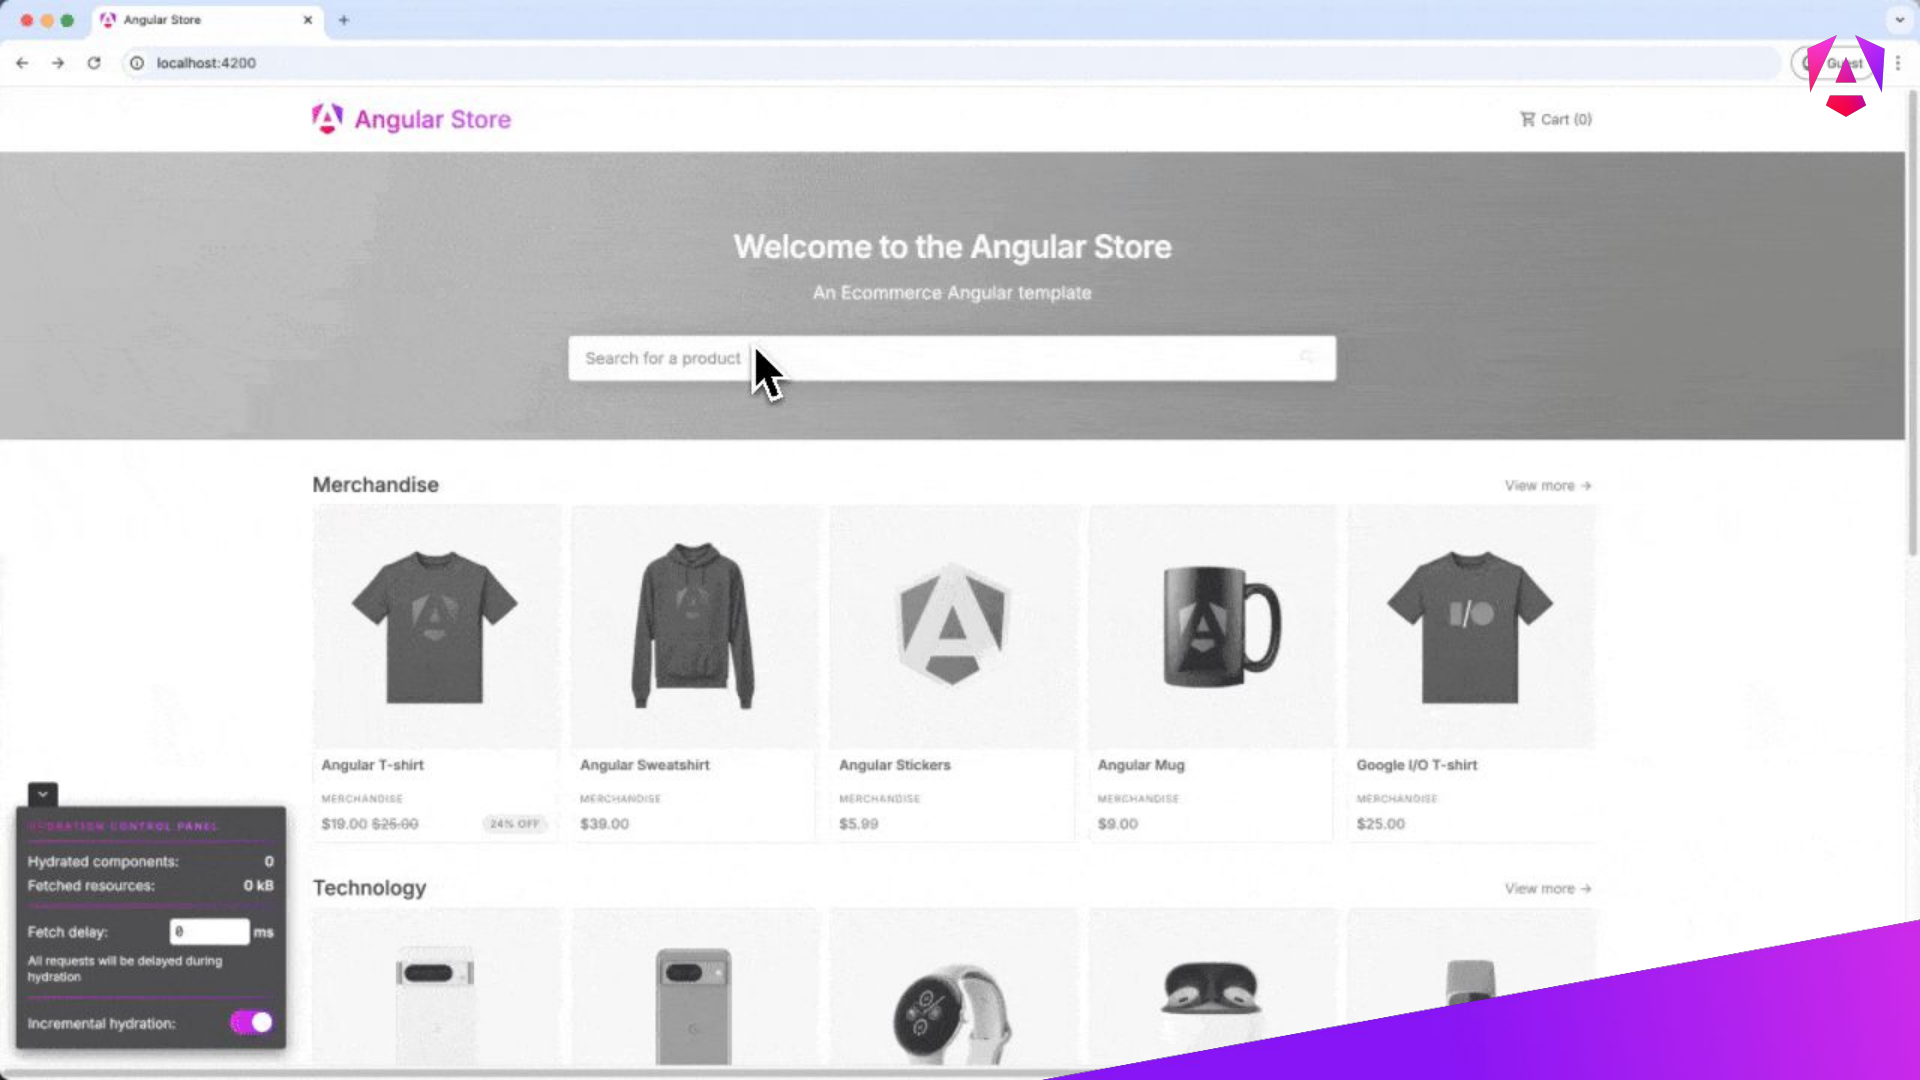 Angular Store
localhost:4200
Guest
Angular Store
Cart (0)
Welcome to the Angular Store
An Ecommerce Angular template
Search for a product
Merchandise
View more →
I/O
Angular T-shirt
MERCHANDISE
$19.00 $25.00
24% OFF
Angular Sweatshirt
MERCHANDISE
$39.00
Angular Stickers
MERCHANDISE
$5.99
Angular Mug
MERCHANDISE
$9.00
Google I/O T-shirt
MERCHANDISE
$25.00
Technology
View more →
HYDRATION CONTROL PANEL
Hydrated components: 0
Fetched resources: 0 kB
Fetch delay: 0 ms
All requests will be delayed during
hydration
Incremental hydration: